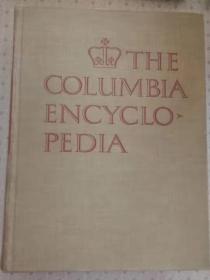 THE
COLUMBIA
ENCYCLO-
PEDIA